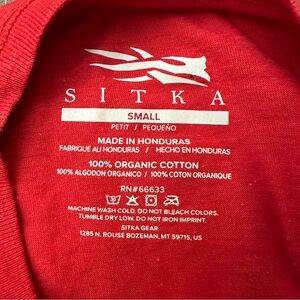 SITKA
SMALL
PETIT / PEQUEÑO
MADE IN HONDURAS
FABRIQUÉ AU HONDURAS / HECHO EN HONDURAS
100% ORGANIC COTTON
100% ALGODON ORGANICO / 100% COTON ORGANIQUE
RN#66633
MACHINE WASH COLD. DO NOT BLEACH COLORS.
TUMBLE DRY LOW. DO NOT IRON IMPRINT.
SITKA GEAR
1285 N. ROUSE BOZEMAN, MT 59715, US